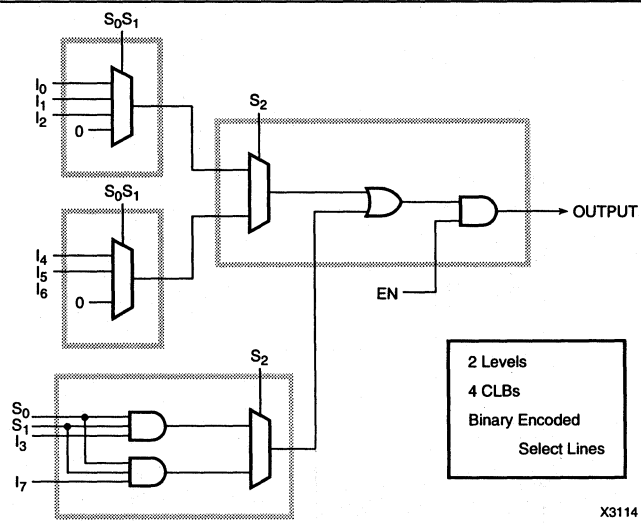 S₀S₁
I₀
I₁
I₂
0
S₂
S₀S₁
I₄
I₅
I₆
0
OUTPUT
EN
S₂
S₀
S₁
I₃
I₇
2 Levels
4 CLBs
Binary Encoded
Select Lines
X3114